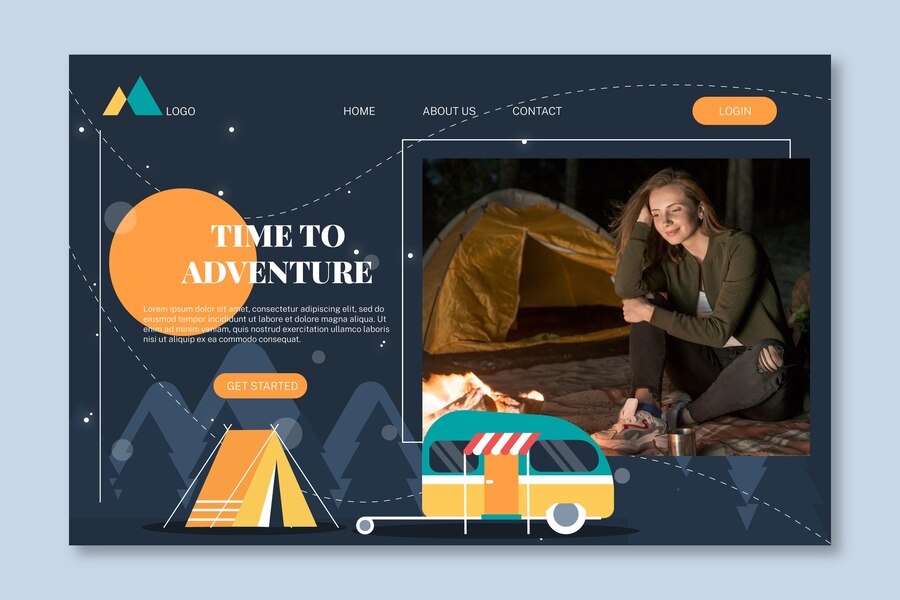 LOGO
HOME
ABOUT US
CONTACT
LOGIN
TIME TO
ADVENTURE
Lorem ipsum dolor sit amet, consectetur adipiscing elit, sed do
eiusmod tempor incididunt ut labore et dolore magna aliqua. Ut
enim ad minim veniam, quis nostrud exercitation ullamco laboris
nisi ut aliquip ex ea commodo consequat.
GET STARTED